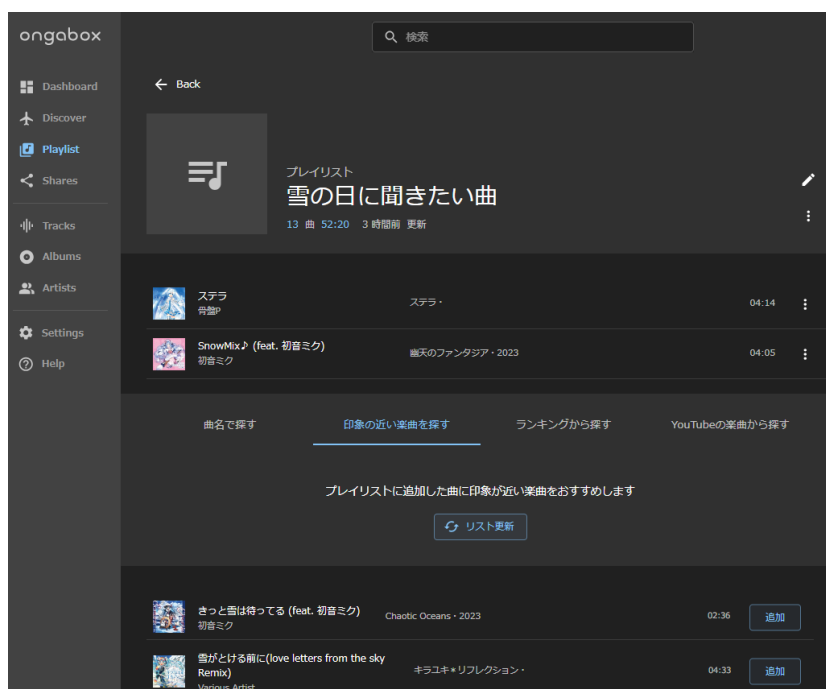 ongabox
検索
Dashboard
Discover
Playlist
Shares
Tracks
Albums
Artists
Settings
Help
Back
プレイリスト
雪の日に聞きたい曲
13 曲 52:20 3 時間前 更新
ステラ
骨盤P
ステラ・
04:14
SnowMix♪ (feat. 初音ミク)
初音ミク
幽天のファンタジア・2023
04:05
曲名で探す
印象の近い楽曲を探す
ランキングから探す
YouTubeの楽曲から探す
プレイリストに追加した曲に印象が近い楽曲をおすすめします
リスト更新
きっと雪は待ってる (feat. 初音ミク)
初音ミク
Chaotic Oceans・2023
02:36
追加
雪がとける前に(love letters from the sky
Remix)
Various Artist
キラユキ*リフレクション・
04:33
追加